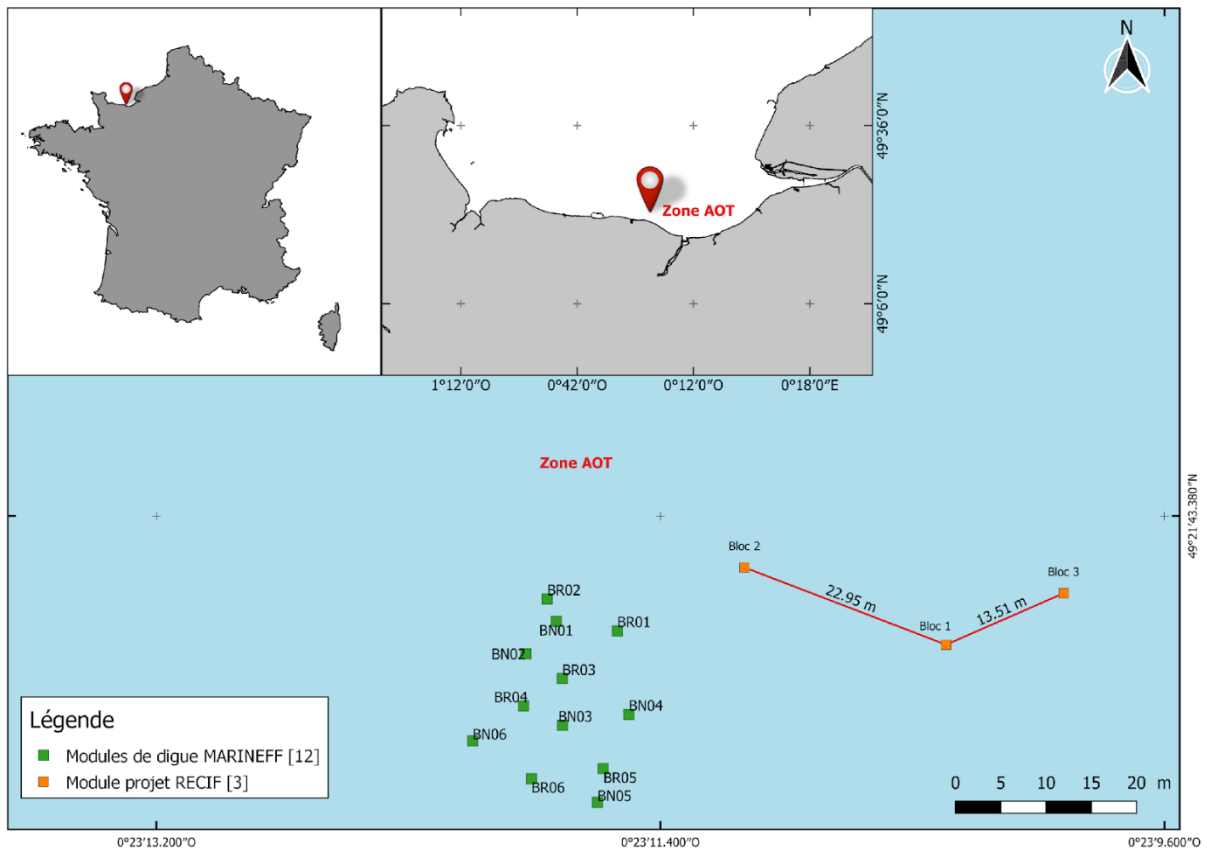 N
49°36'0"N
Zone AOT
49°6'0"N
1°12'0"O
0°42'0"O
0°12'0"O
0°18'0"E
Zone AOT
49°21'43.380"N
Bloc 2
Bloc 3
22.95 m
13.51 m
Bloc 1
BR02
BN01
BR01
BN02
BR03
BR04
BN04
BN03
BN06
BR05
BR06
BN05
Légende
Modules de digue MARINEFF [12]
Module projet RECIF [3]
0 5 10 15 20 m
0°23'13.200"O
0°23'11.400"O
0°23'9.600"O